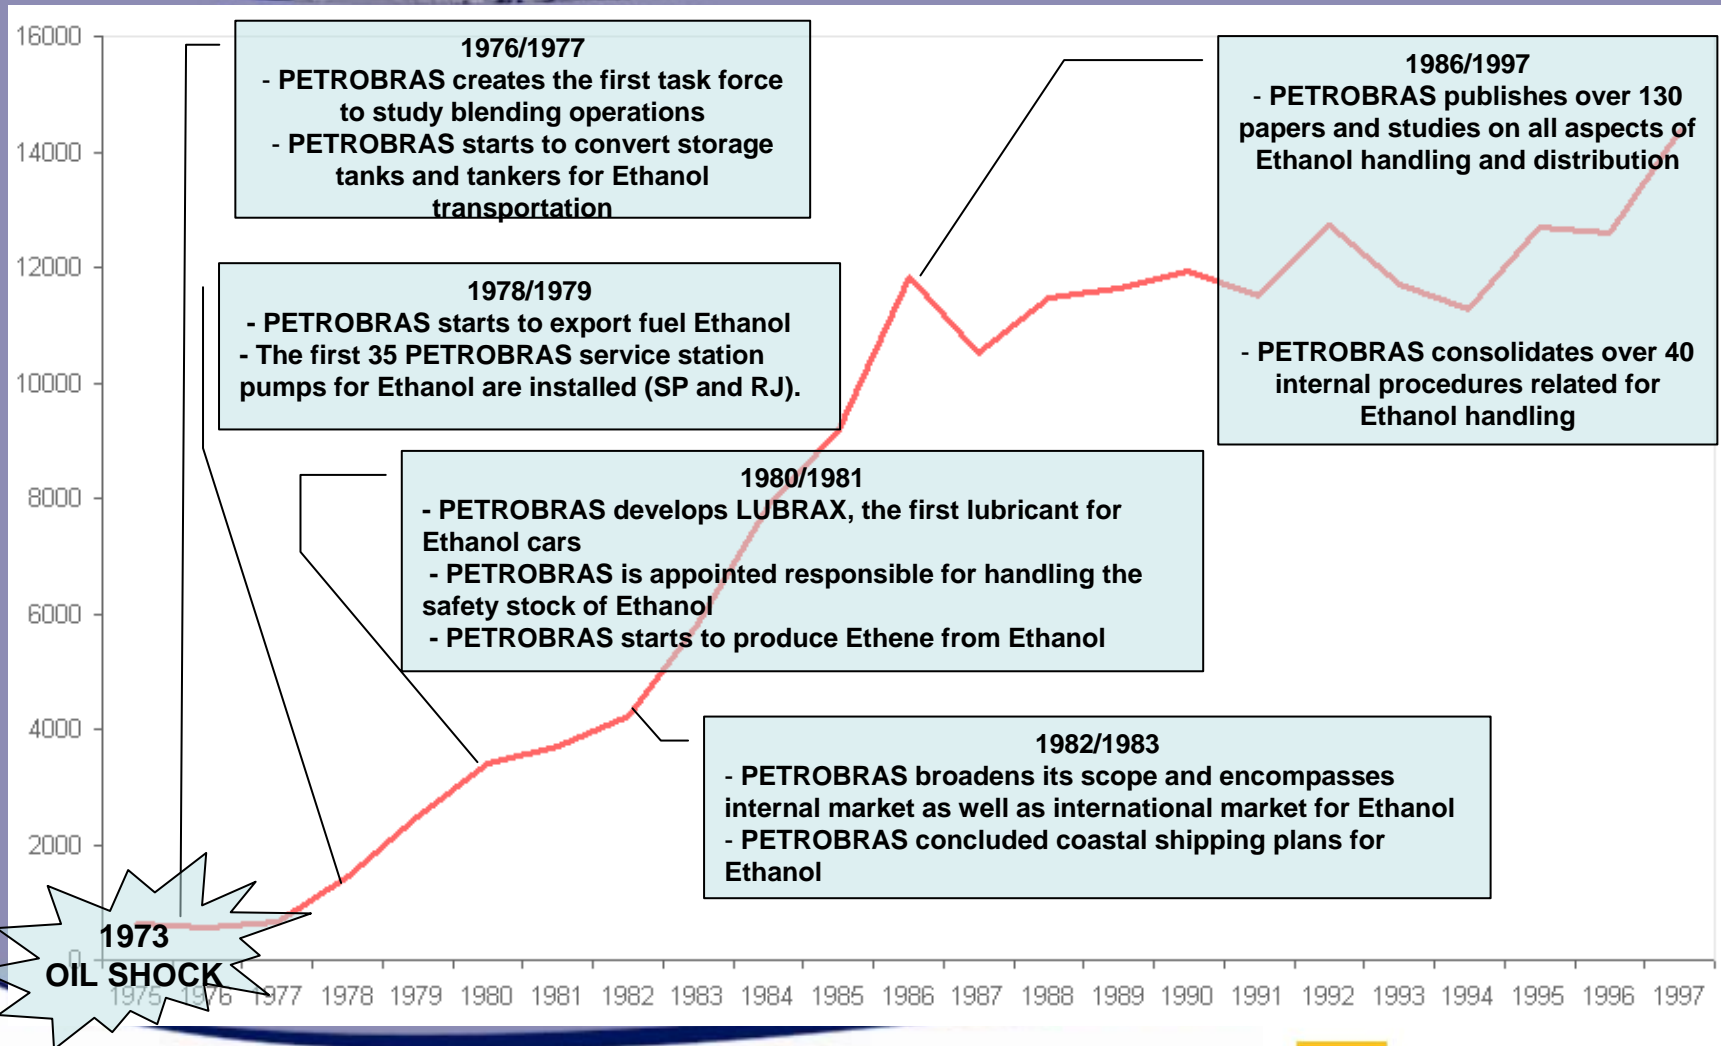 16000
14000
12000
10000
8000
6000
4000
2000
0
1976/1977
- PETROBRAS creates the first task force
to study blending operations
- PETROBRAS starts to convert storage
tanks and tankers for Ethanol
transportation
1986/1997
- PETROBRAS publishes over 130
papers and studies on all aspects of
Ethanol handling and distribution
- PETROBRAS consolidates over 40
internal procedures related for
Ethanol handling
1978/1979
- PETROBRAS starts to export fuel Ethanol
- The first 35 PETROBRAS service station
pumps for Ethanol are installed (SP and RJ).
1980/1981
- PETROBRAS develops LUBRAX, the first lubricant for
Ethanol cars
- PETROBRAS is appointed responsible for handling the
safety stock of Ethanol
- PETROBRAS starts to produce Ethene from Ethanol
1982/1983
- PETROBRAS broadens its scope and encompasses
internal market as well as international market for Ethanol
- PETROBRAS concluded coastal shipping plans for
Ethanol
1973
OIL SHOCK
1975 1976 1977 1978 1979 1980 1981 1982 1983 1984 1985 1986 1987 1988 1989 1990 1991 1992 1993 1994 1995 1996 1997